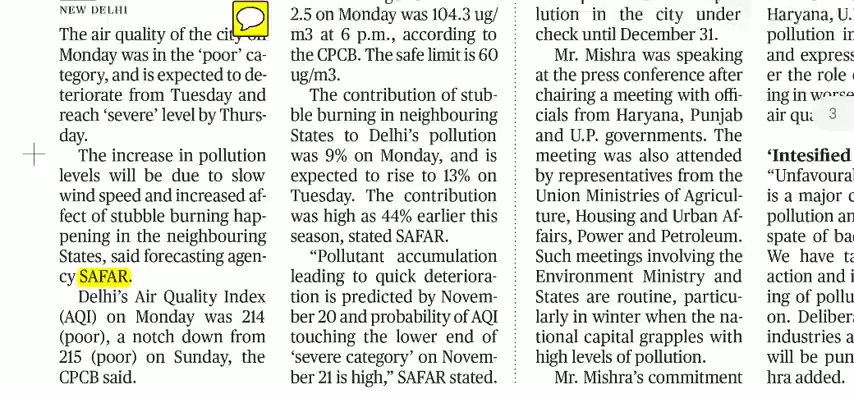 NEW DELHI
The air quality of the city on
Monday was in the ‘poor’ ca-
tegory, and is expected to de-
teriorate from Tuesday and
reach ‘severe’ level by Thurs-
day.
The increase in pollution
levels will be due to slow
wind speed and increased af-
fect of stubble burning hap-
pening in the neighbouring
States, said forecasting agen-
cy SAFAR.
Delhi’s Air Quality Index
(AQI) on Monday was 214
(poor), a notch down from
215 (poor) on Sunday, the
CPCB said.
2.5 on Monday was 104.3 ug/
m3 at 6 p.m., according to
the CPCB. The safe limit is 60
ug/m3.
The contribution of stub-
ble burning in neighbouring
States to Delhi’s pollution
was 9% on Monday, and is
expected to rise to 13% on
Tuesday. The contribution
was high as 44% earlier this
season, stated SAFAR.
“Pollutant accumulation
leading to quick deteriora-
tion is predicted by Novem-
ber 20 and probability of AQI
touching the lower end of
‘severe category’ on Novem-
ber 21 is high,” SAFAR stated.
lution in the city under
check until December 31.
Mr. Mishra was speaking
at the press conference after
chairing a meeting with offi-
cials from Haryana, Punjab
and U.P. governments. The
meeting was also attended
by representatives from the
Union Ministries of Agricul-
ture, Housing and Urban Af-
fairs, Power and Petroleum.
Such meetings involving the
Environment Ministry and
States are routine, particu-
larly in winter when the na-
tional capital grapples with
high levels of pollution.
Mr. Mishra’s commitment
Haryana, U.
pollution in
and express
er the role
ing in worse
air qua
3
‘Intesified
“Unfavoura
is a major
pollution an
spate of ba
We have ta
action and i
ing of pollu
on. Delibera
industries a
will be pun
hra added.